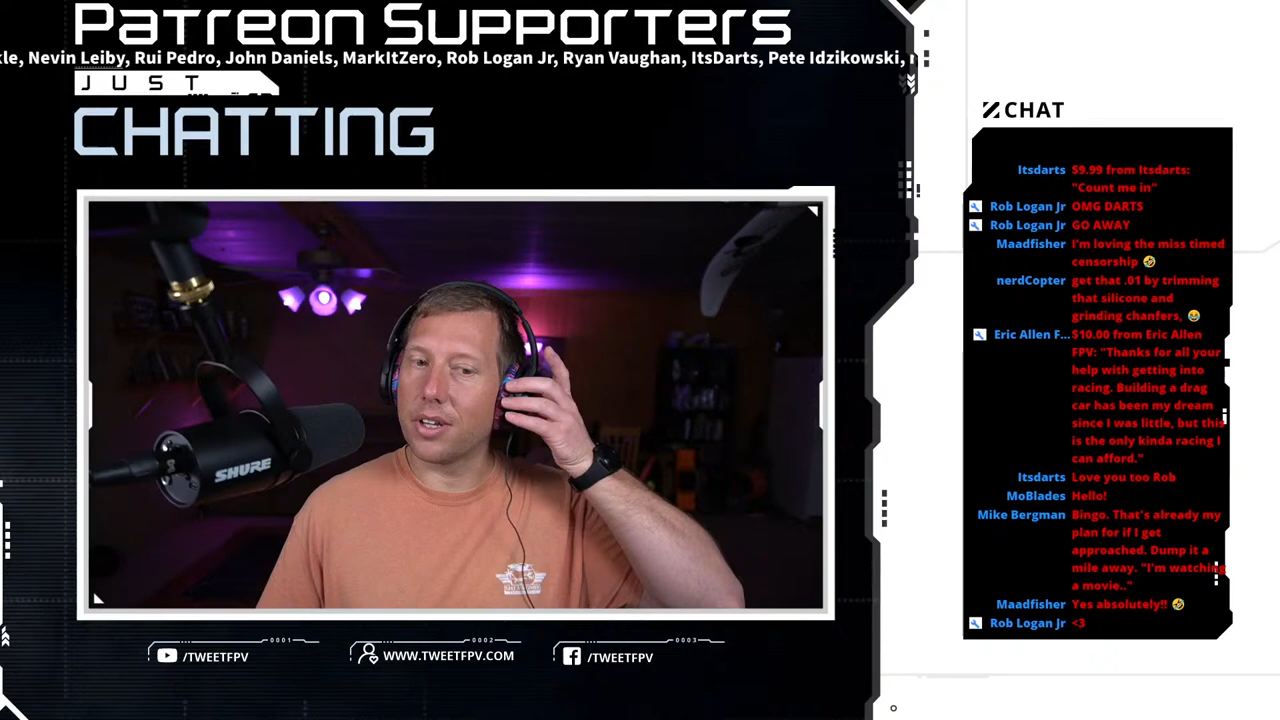 Patreon Supporters
kle, Nevin Leiby, Rui Pedro, John Daniels, MarkItZero, Rob Logan Jr, Ryan Vaughan, ItsDarts, Pete Idzikowski,
JUST
CHATTING
CHAT
Itsdarts $9.99 from Itsdarts:
"Count me in"
Rob Logan Jr OMG DARTS
Rob Logan Jr GO AWAY
Maadfisher I'm loving the miss timed
censorship 🤣
nerdCopter get that .01 by trimming
that silicone and
grinding chanfers, 😂
Eric Allen F... $10.00 from Eric Allen
FPV: "Thanks for all your
help with getting into
racing. Building a drag
car has been my dream
since I was little, but this
is the only kinda racing I
can afford."
Itsdarts Love you too Rob
MoBlades Hello!
Mike Bergman Bingo. That's already my
plan for if I get
approached. Dump it a
mile away. "I'm watching
a movie.."
Maadfisher Yes absolutely!! 🤣
Rob Logan Jr <3
SHURE
0001
/TWEETFPV
0002
WWW.TWEETFPV.COM
0003
/TWEETFPV